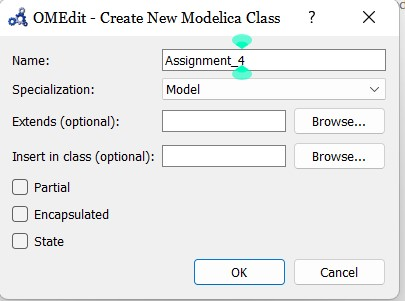 OMEdit - Create New Modelica Class ?
Name: Assignment_4
Specialization: Model
Extends (optional): Browse...
Insert in class (optional): Browse...
Partial
Encapsulated
State
OK Cancel